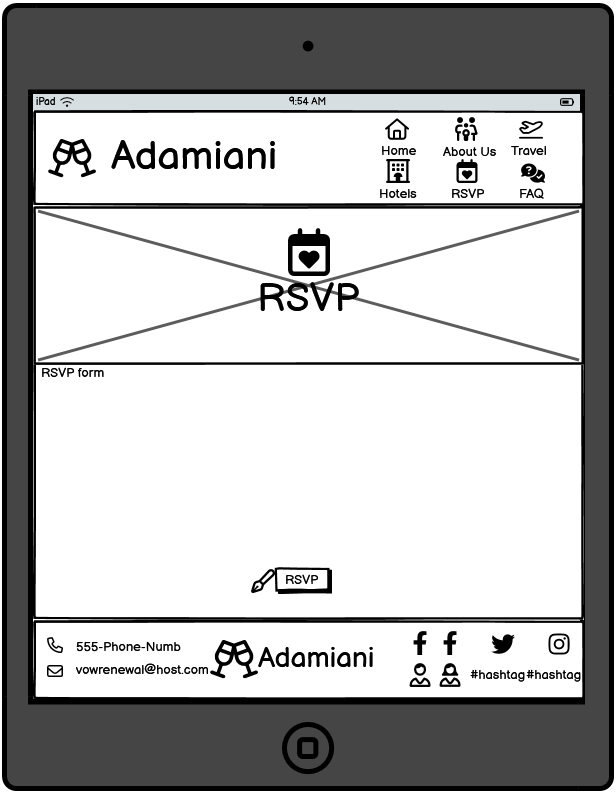 iPad 9:54 AM
Adamiani
Home About Us Travel
Hotels RSVP FAQ
RSVP
RSVP form
RSVP
555-Phone-Numb
vowrenewal@host.com
Adamiani
#hashtag #hashtag